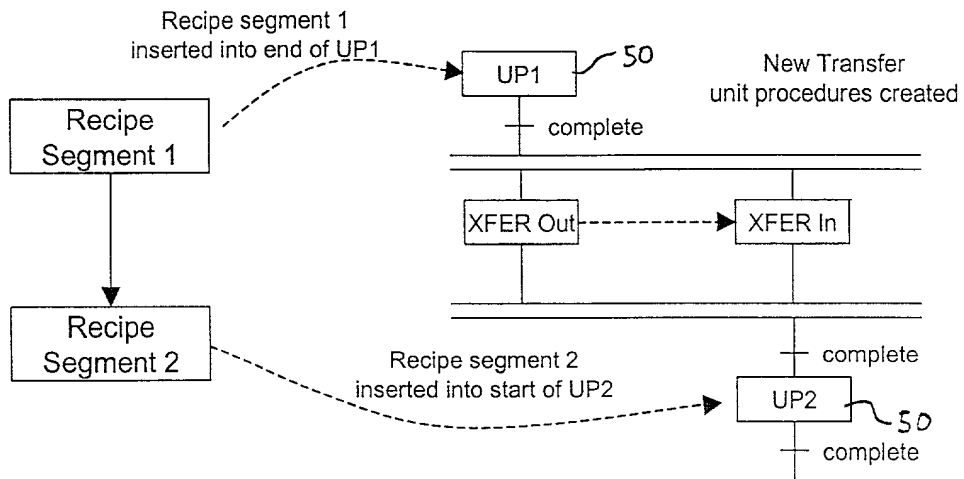 Recipe segment 1
inserted into end of UP1
UP1
50
New Transfer
unit procedures created
Recipe
Segment 1
complete
XFER Out
XFER In
Recipe
Segment 2
Recipe segment 2
inserted into start of UP2
complete
UP2
50
complete